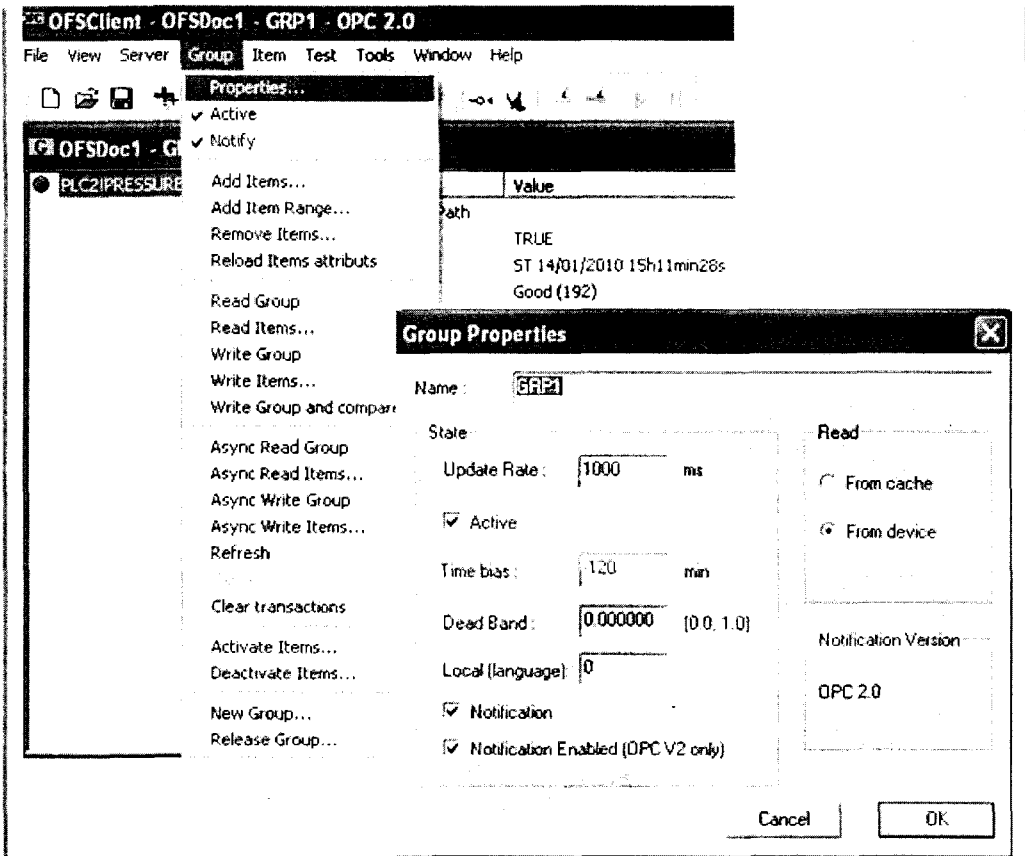 OFSClient - OFSDoc1 - GRP1 - OPC 2.0
File View Server Group Item Test Tools Window Help
Properties...
Active
Notify
Add Items...
Add Item Range...
Remove Items...
Reload Items attributs
Read Group
Read Items...
Write Group
Write Items...
Write Group and compare
Async Read Group
Async Read Items...
Async Write Group
Async Write Items...
Refresh
Clear transactions
Activate Items...
Deactivate Items...
New Group...
Release Group...
OFSDoc1 - G
PLC2!PRESSURE
Value
Path
TRUE
ST 14/01/2010 15h11min28s
Good (192)
Group Properties
Name : GRP1
State
Update Rate : 1000 ms
Active
Time bias : -120 min
Dead Band : 0.000000 [0.0, 1.0]
Local (language): 0
Notification
Notification Enabled (OPC V2 only)
Read
From cache
From device
Notification Version
OPC 2.0
Cancel OK